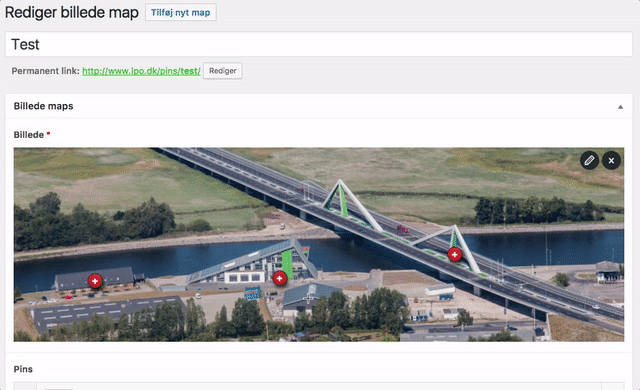 Rediger billede map Tilføj nyt map
Test
Permanent link: http://www.lpo.dk/pins/test/ Rediger
Billede maps
Billede *
Pins